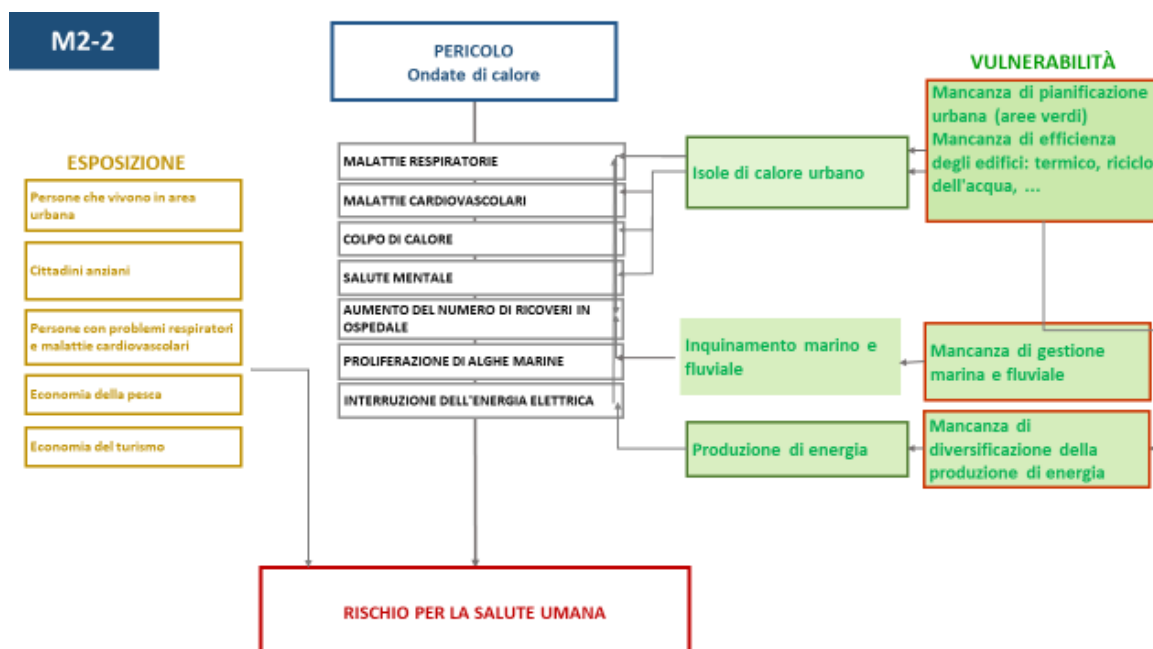 M2-2
PERICOLO
Ondate di calore
VULNERABILITÀ
Mancanza di pianificazione
urbana (aree verdi)
Mancanza di efficienza
degli edifici: termico, riciclo
dell'acqua, ...
ESPOSIZIONE
Persone che vivono in area
urbana
Cittadini anziani
Persone con problemi respiratori
e malattie cardiovascolari
Economia della pesca
Economia del turismo
MALATTIE RESPIRATORIE
MALATTIE CARDIOVASCOLARI
COLPO DI CALORE
SALUTE MENTALE
AUMENTO DEL NUMERO DI RICOVERI IN
OSPEDALE
PROLIFERAZIONE DI ALGHE MARINE
INTERRUZIONE DELL'ENERGIA ELETTRICA
Isole di calore urbano
Inquinamento marino e
fluviale
Produzione di energia
Mancanza di gestione
marina e fluviale
Mancanza di
diversificazione della
produzione di energia
RISCHIO PER LA SALUTE UMANA